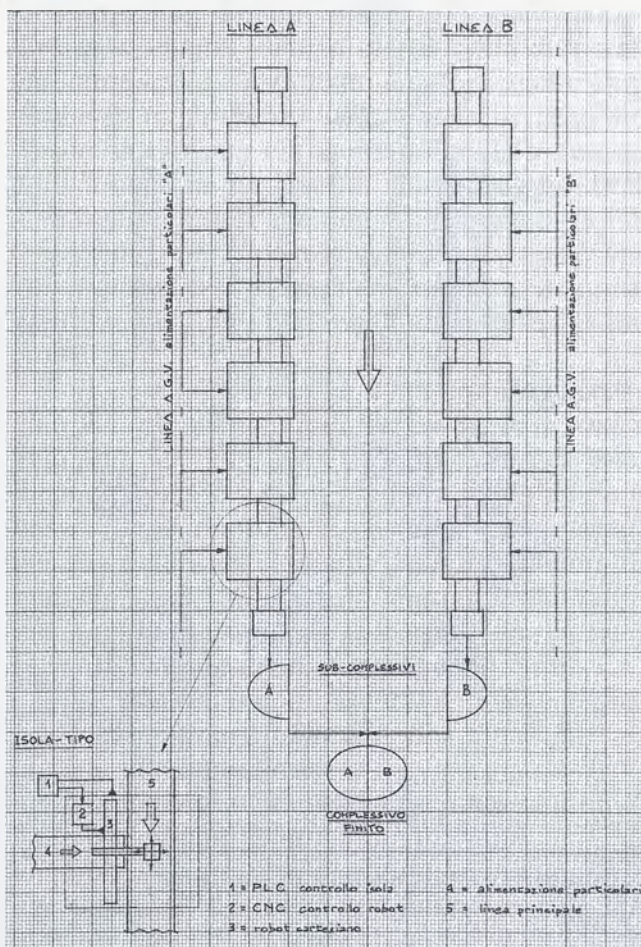 LINEA A
LINEA B
LINEA A.G.V. alimentazione particolari "A"
LINEA A.G.V. alimentazione particolari "B"
SUB-COMPLESSIVI
A
B
ISOLA-TIPO
A B
COMPLESSIVO
FINITO
1
2
3
4
5
1 = PLC controllo isola
2 = CNC controllo robot
3 = robot cartesiano
4 = alimentazione particolari
5 = linea principale